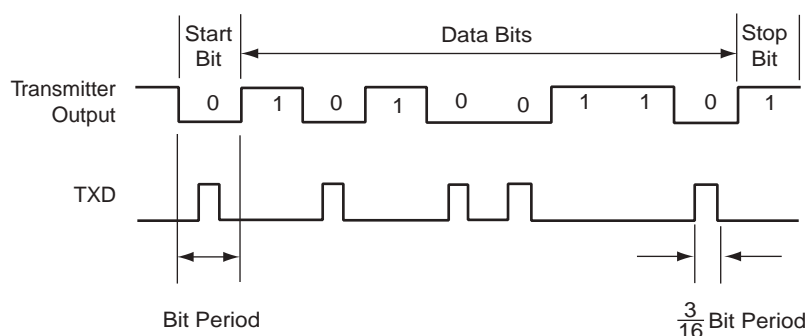 Start
Bit
Data Bits
Stop
Bit
Transmitter
Output
0 1 0 1 0 0 1 1 0 1
TXD
Bit Period
3
16 Bit Period